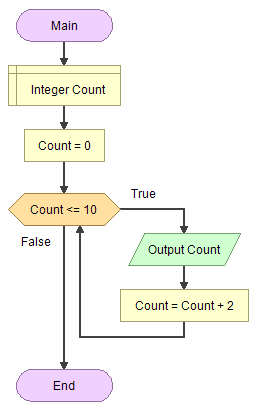 Main
Integer Count
Count = 0
Count <= 10
True
False
Output Count
Count = Count + 2
End